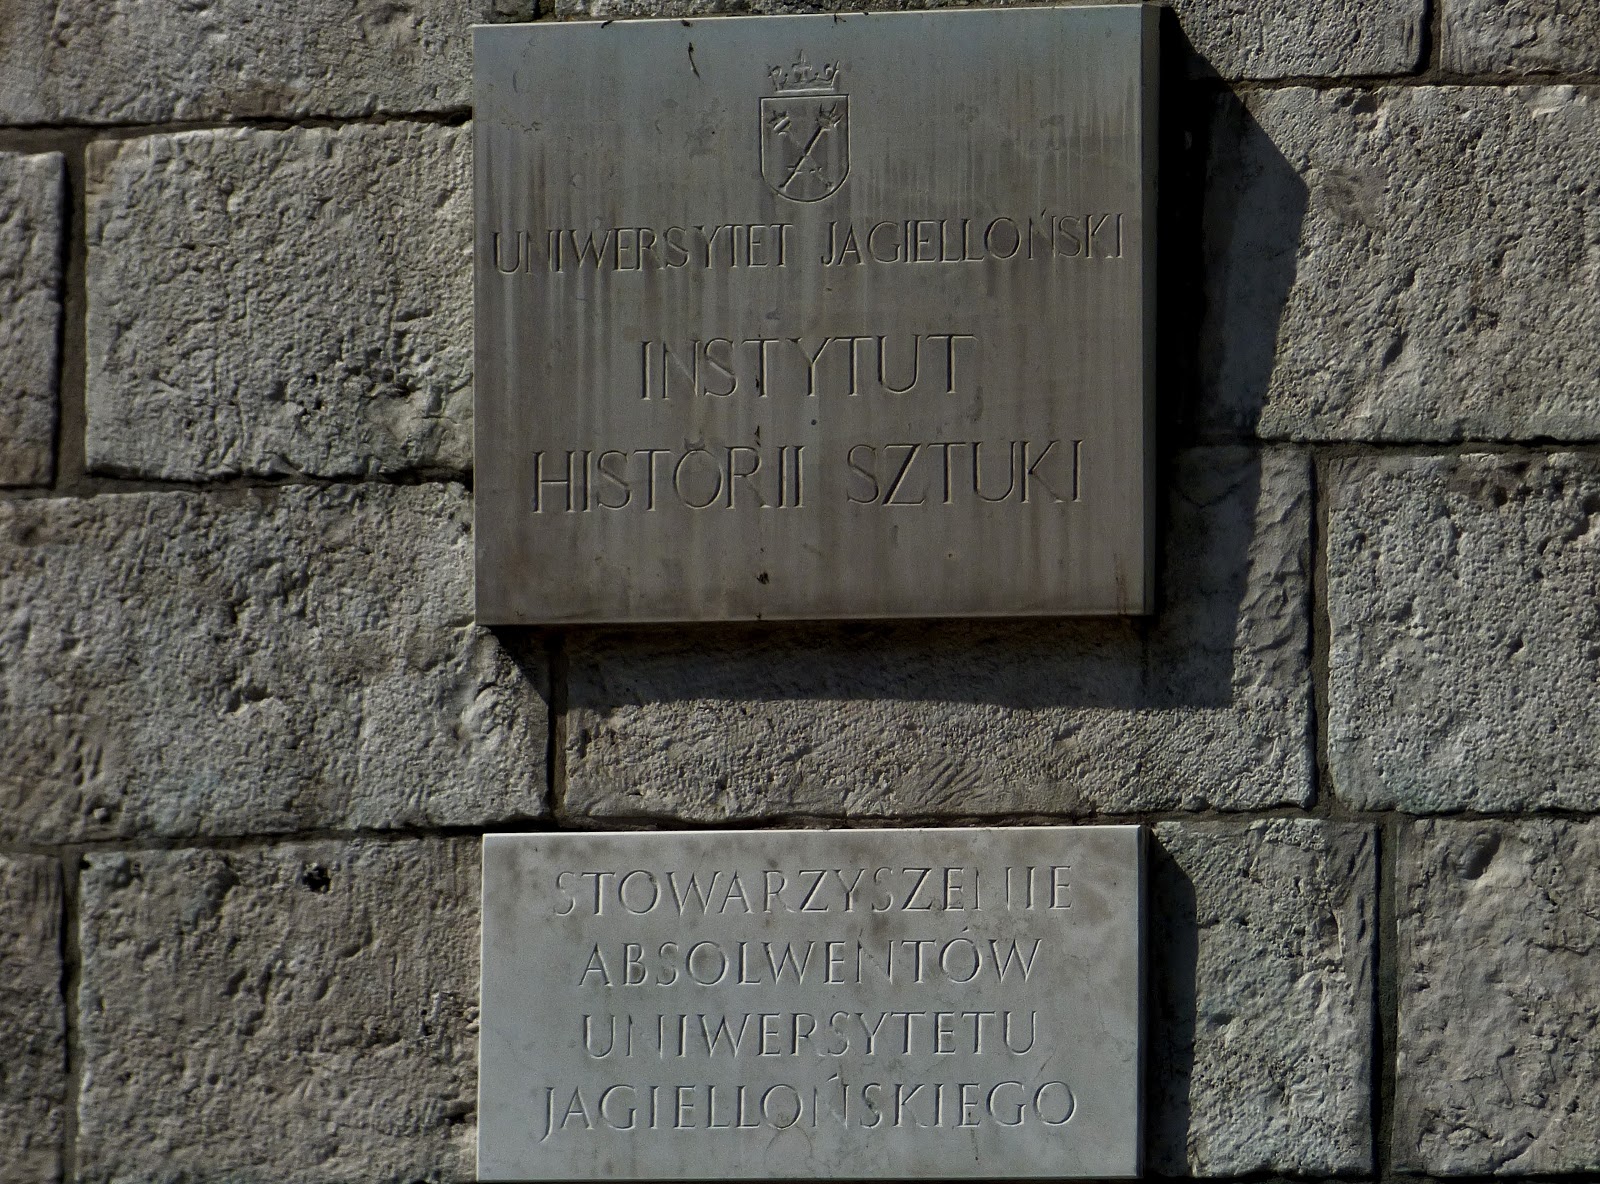 UNIWERSYTET JAGIELLOŃSKI
INSTYTUT
HISTORII SZTUKI
STOWARZYSZENIE
ABSOLWENTÓW
UNIWERSYTETU
JAGIELLOŃSKIEGO